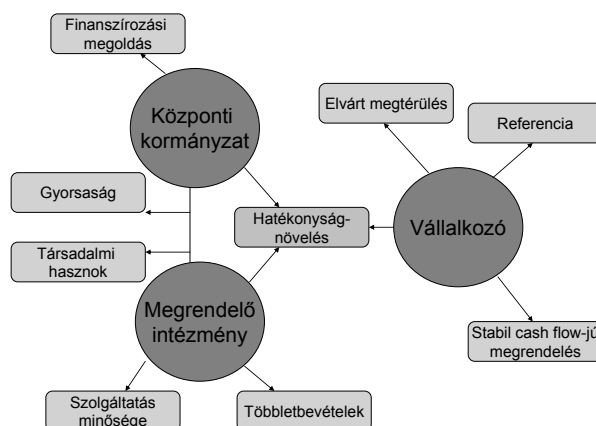 Finanszírozási
megoldás
Központi
kormányzat
Elvárt megtérülés
Referencia
Gyorsaság
Hatékonyság-
növelés
Vállalkozó
Társadalmi
hasznok
Megrendelő
intézmény
Stabil cash flow-jú
megrendelés
Szolgáltatás
minősége
Többletbevételek